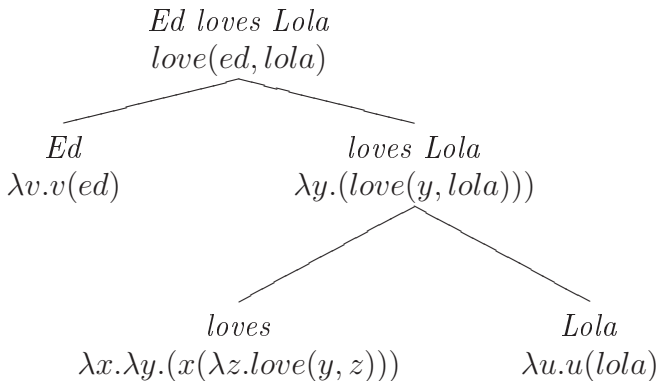 Ed loves Lola
love(ed, lola)
Ed
loves Lola
λv.v(ed)
λy.(love(y, lola)))
loves
Lola
λx.λy.(x(λz.love(y, z)))
λu.u(lola)